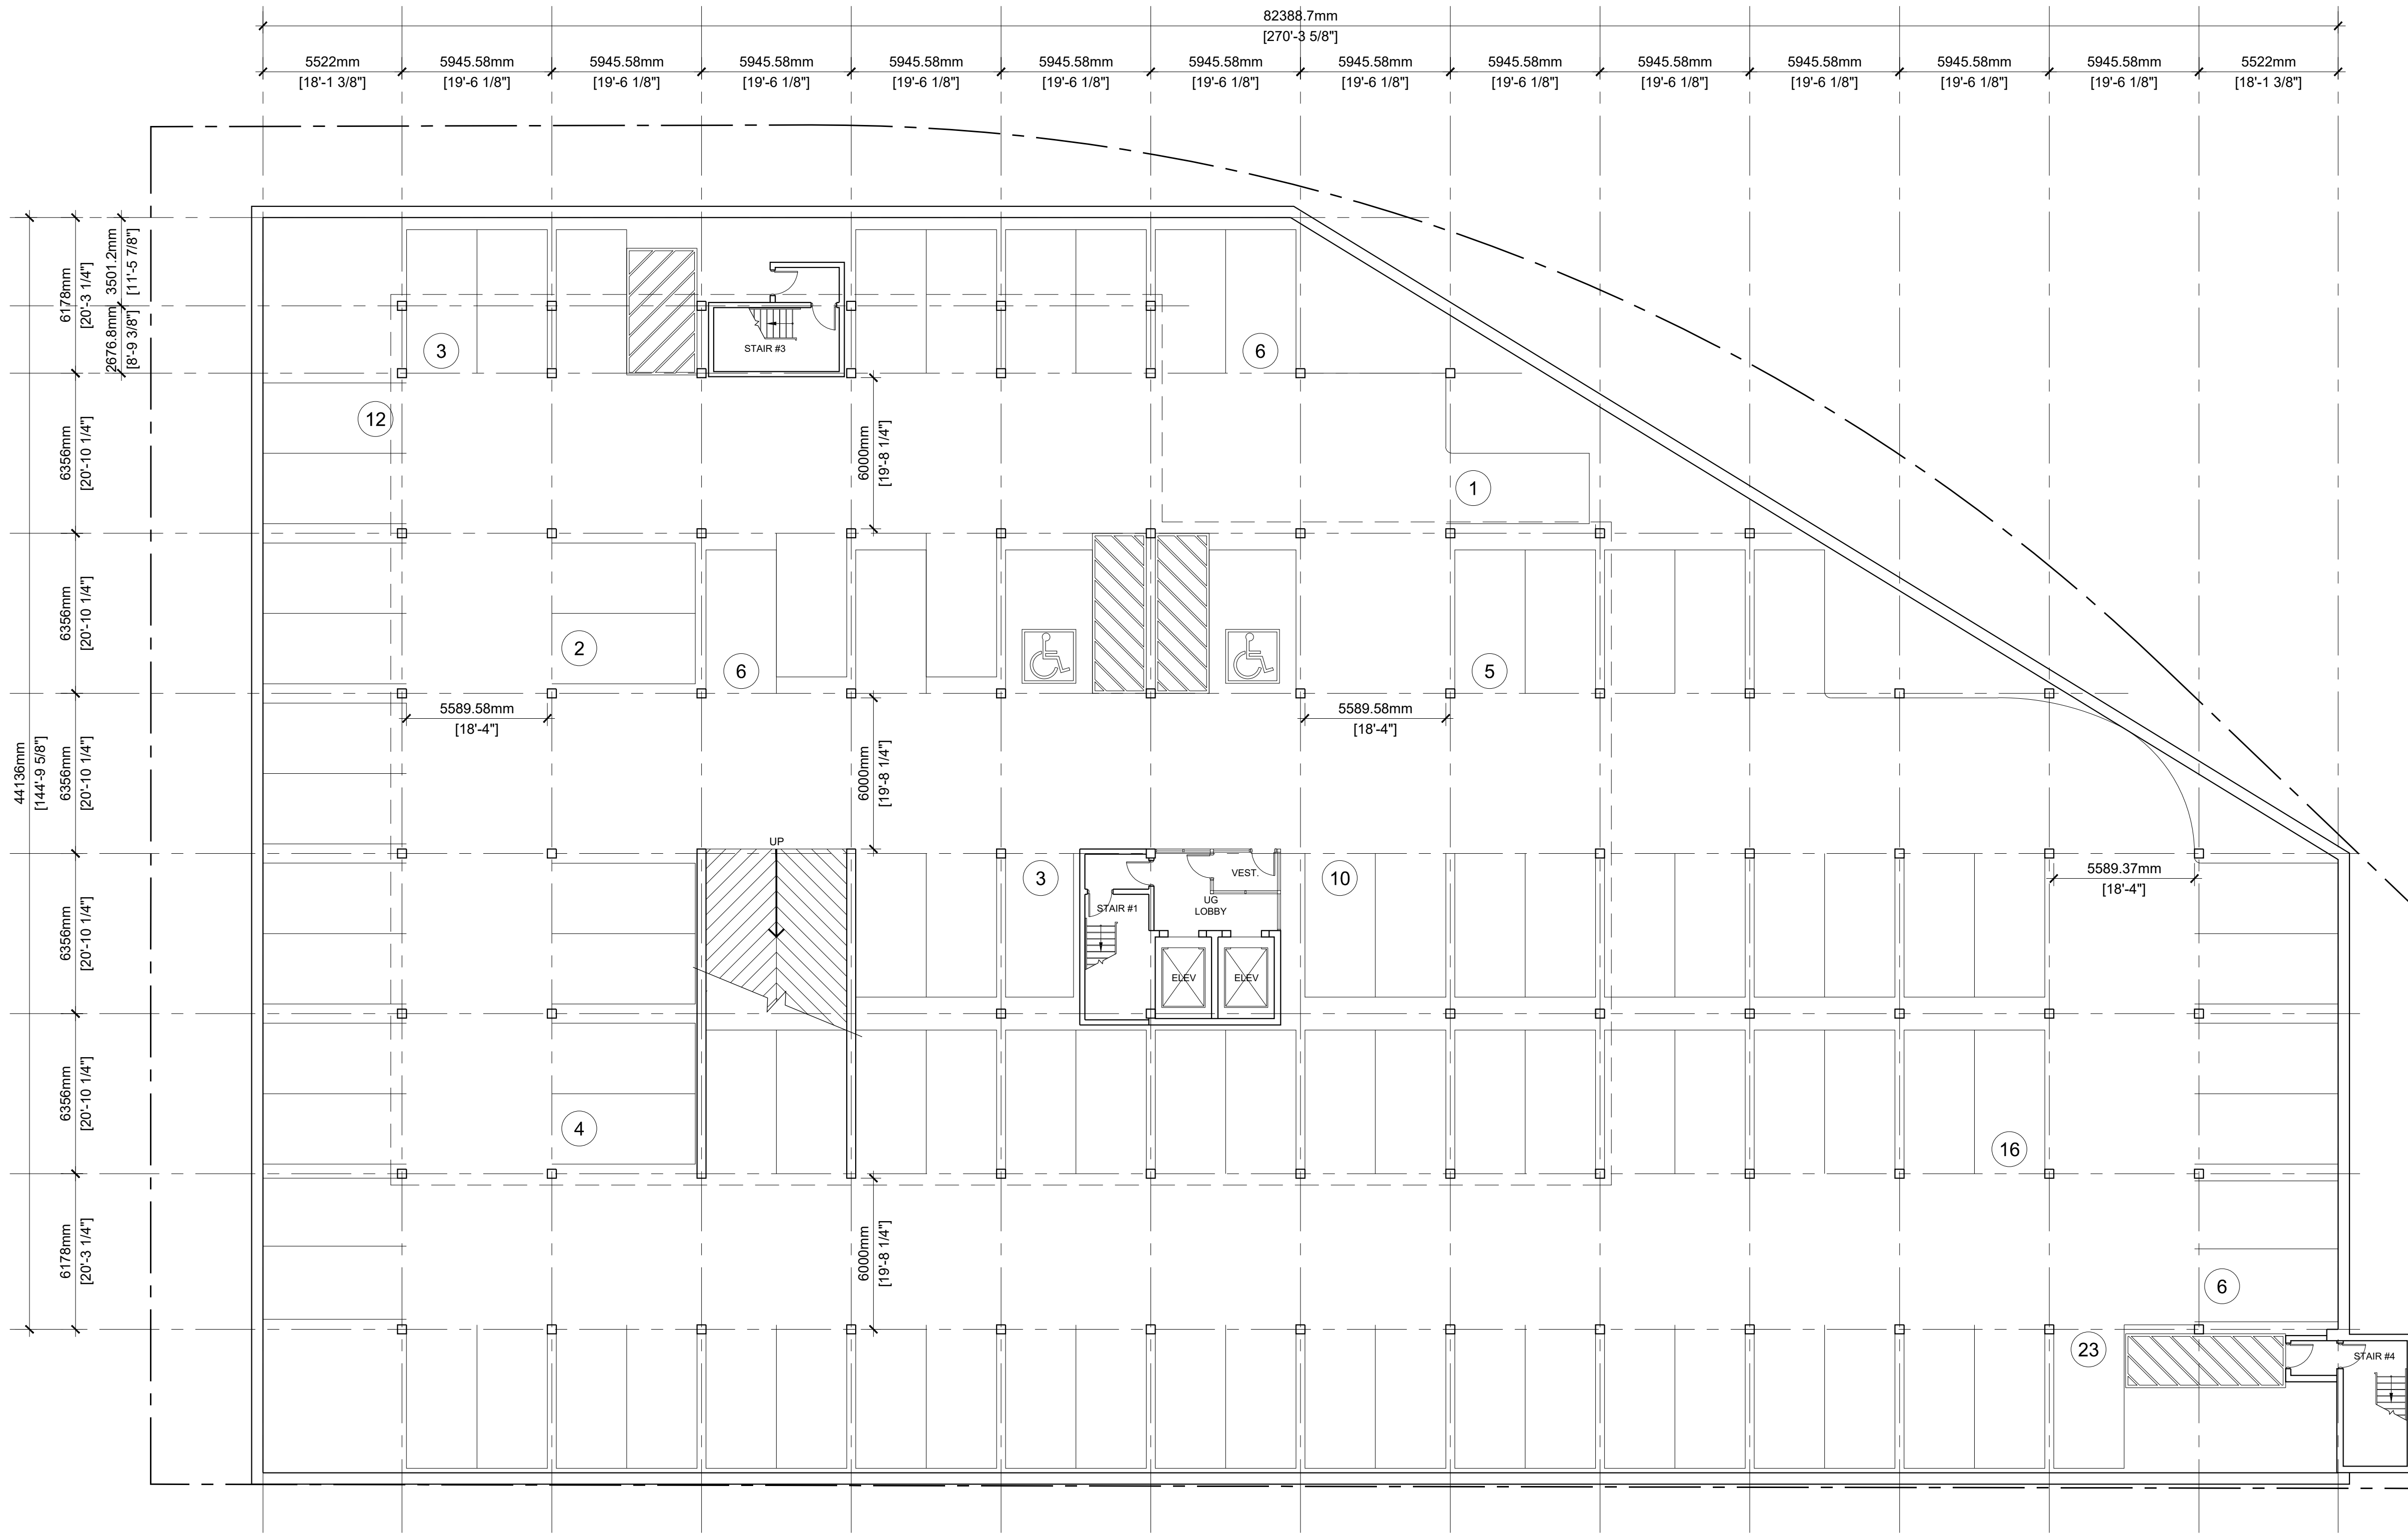 82388.7mm
[270'-3 5/8"]
5522mm
[18'-1 3/8"]
5945.58mm
[19'-6 1/8"]
5945.58mm
[19'-6 1/8"]
5945.58mm
[19'-6 1/8"]
5945.58mm
[19'-6 1/8"]
5945.58mm
[19'-6 1/8"]
5945.58mm
[19'-6 1/8"]
5945.58mm
[19'-6 1/8"]
5945.58mm
[19'-6 1/8"]
5945.58mm
[19'-6 1/8"]
5945.58mm
[19'-6 1/8"]
5945.58mm
[19'-6 1/8"]
5945.58mm
[19'-6 1/8"]
5522mm
[18'-1 3/8"]
44136mm
[144'-9 5/8"]
6178mm
[20'-3 1/4"]
3501.2mm
[11'-5 7/8"]
2676.8mm
[8'-9 3/8"]
6356mm
[20'-10 1/4"]
6356mm
[20'-10 1/4"]
6356mm
[20'-10 1/4"]
6356mm
[20'-10 1/4"]
6356mm
[20'-10 1/4"]
6178mm
[20'-3 1/4"]
3
STAIR #3
6
12
6000mm
[19'-8 1/4"]
1
2
6
5
5589.58mm
[18'-4"]
5589.58mm
[18'-4"]
6000mm
[19'-8 1/4"]
UP
3
VEST.
10
5589.37mm
[18'-4"]
STAIR #1
UG
LOBBY
ELEV
ELEV
4
16
6000mm
[19'-8 1/4"]
6
23
STAIR #4